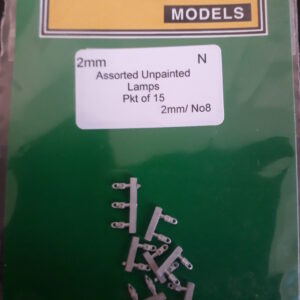 MODELS
2mm N
Assorted Unpainted
Lamps
Pkt of 15
2mm/ No8